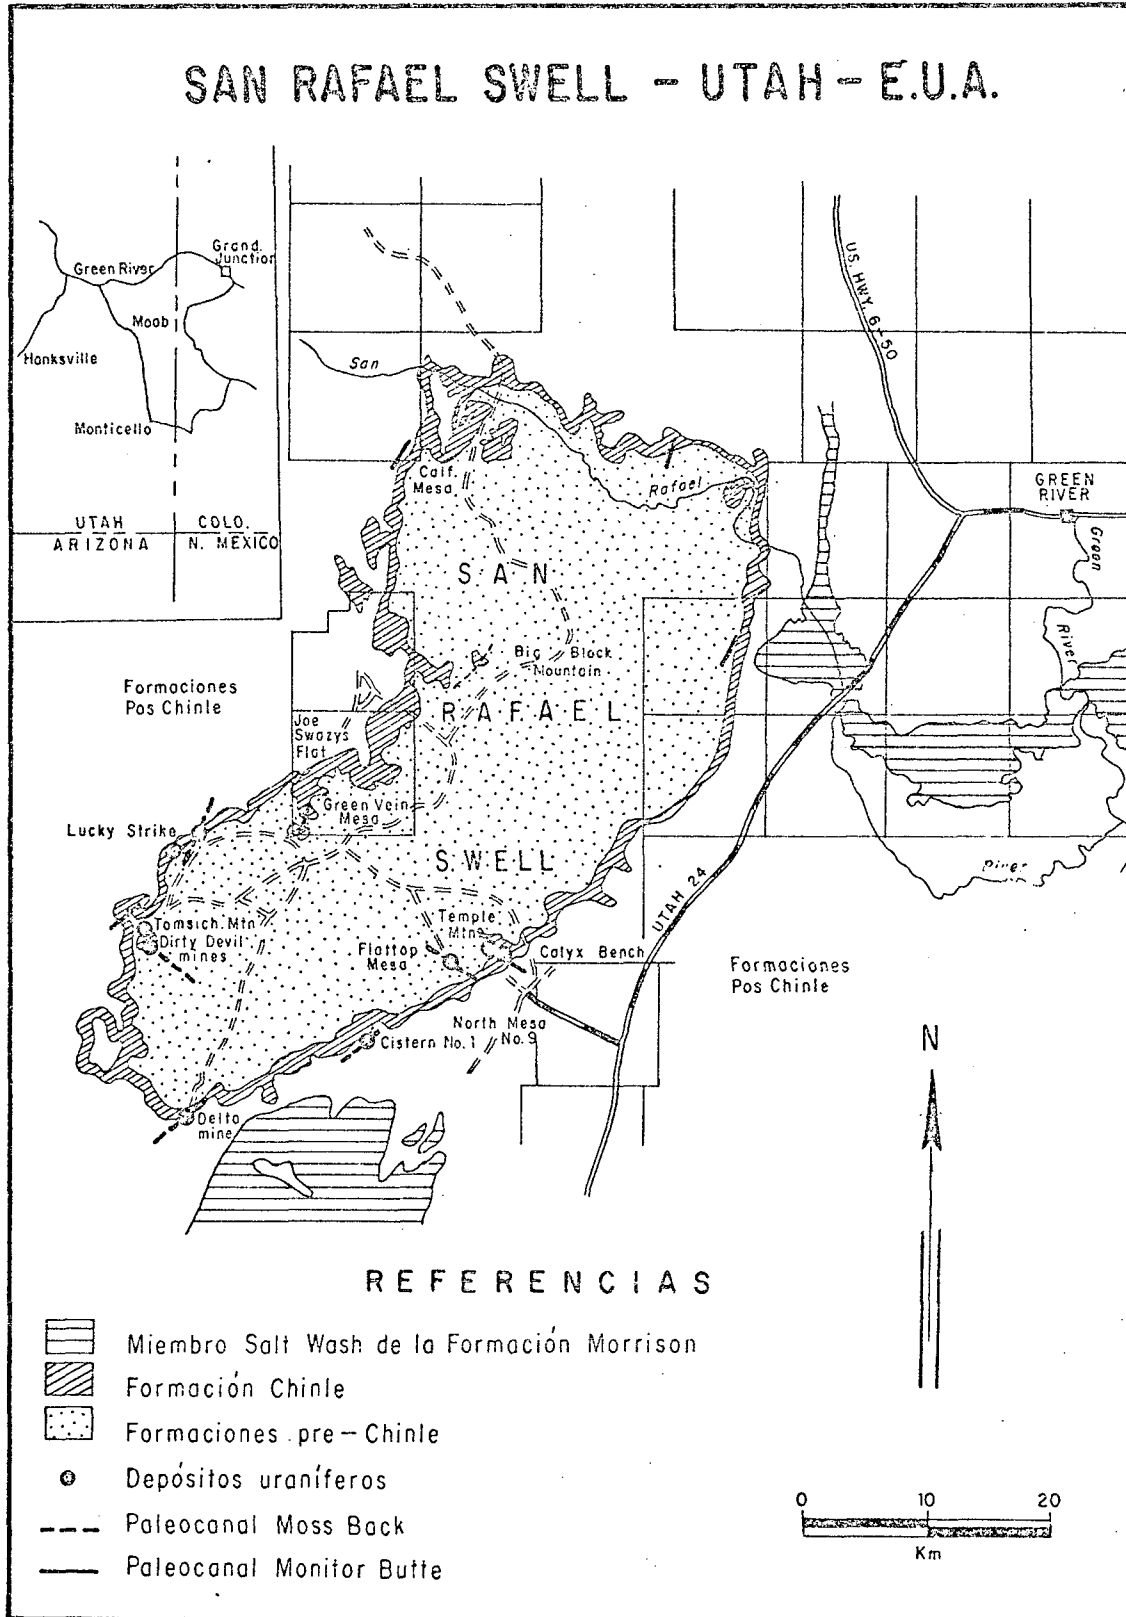 SAN RAFAEL SWELL - UTAH - E.U.A.
Grand.
Junction
Green River
Moab
Hanksville
Monticello
UTAH
COLO.
ARIZONA
N. MEXICO
US. HWY. 6-50
San
Calf.
Mesa
Rafael
GREEN
RIVER
Green
River
SAN
Big Black
Mountain
Formaciones
Pos Chinle
RAFAEL
Joe
Swazys
Flat
Green Vein
Mesa
Lucky Strike
SWELL
River
UTAH 24
Temple
Mtn.
Tomsich. Mtn
Dirty Devil
mines
Flattop
Mesa
Calyx Bench
Formaciones
Pos Chinle
North Mesa
No. 9
Cistern No. 1
N
Delta
mine
REFERENCIAS
Miembro Salt Wash de la Formación Morrison
Formación Chinle
Formaciones pre-Chinle
Depósitos uraníferos
Paleocanal Moss Back
Paleocanal Monitor Butte
0 10 20
Km